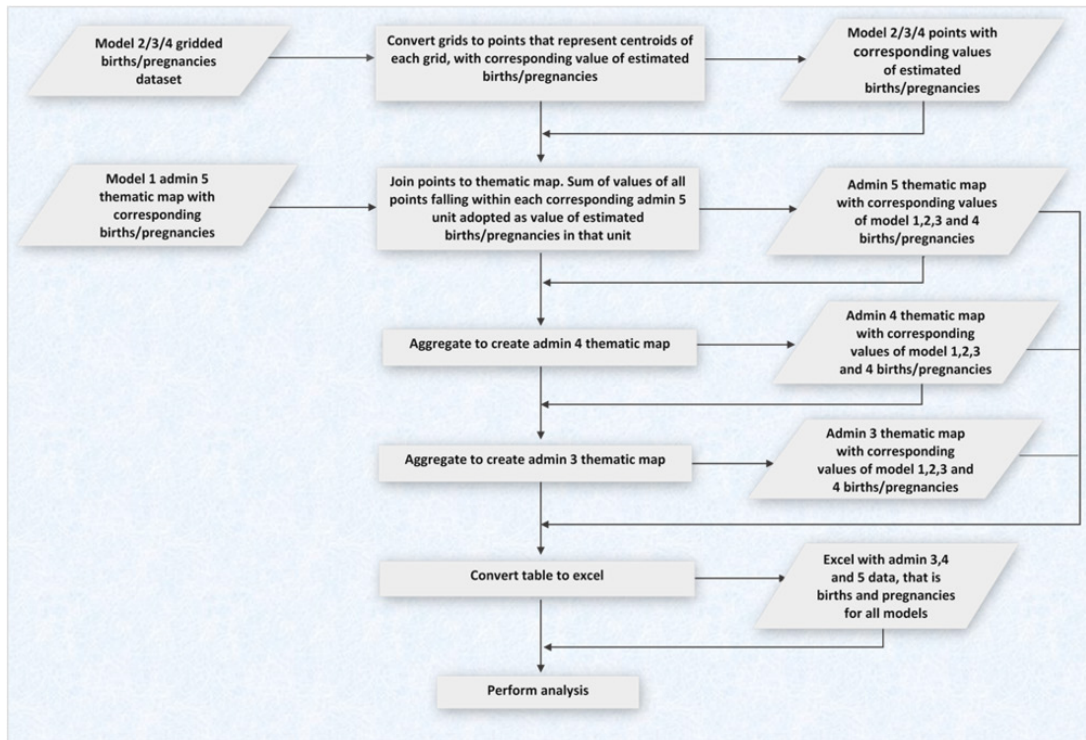 Model 2/3/4 gridded
births/pregnancies
dataset
Convert grids to points that represent centroids of
each grid, with corresponding value of estimated
births/pregnancies
Model 2/3/4 points with
corresponding values
of estimated
births/pregnancies
Model 1 admin 5
thematic map with
corresponding
births/pregnancies
Join points to thematic map. Sum of values of all
points falling within each corresponding admin 5
unit adopted as value of estimated
births/pregnancies in that unit
Admin 5 thematic map
with corresponding values
of model 1,2,3 and 4
births/pregnancies
Aggregate to create admin 4 thematic map
Admin 4 thematic map
with corresponding
values of model 1,2,3
and 4 births/pregnancies
Aggregate to create admin 3 thematic map
Admin 3 thematic map
with corresponding
values of model 1,2,3 and
4 births/pregnancies
Convert table to excel
Excel with admin 3,4
and 5 data, that is
births and pregnancies
for all models
Perform analysis